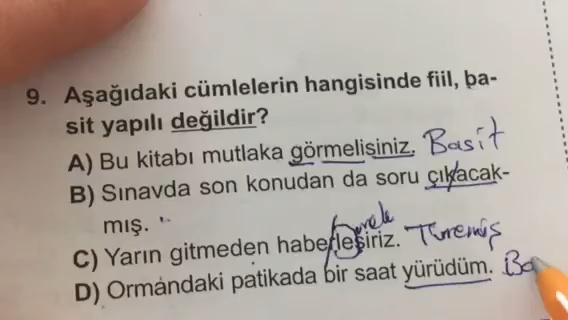 9. Aşağıdaki cümlelerin hangisinde fiil, ba-
sit yapılı değildir?
A) Bu kitabı mutlaka görmelisiniz. Basit
B) Sınavda son konudan da soru çıkacak-
mış.
C) Yarın gitmeden haberleşiriz. Türemiş
D) Ormandaki patikada bir saat yürüdüm. Ba